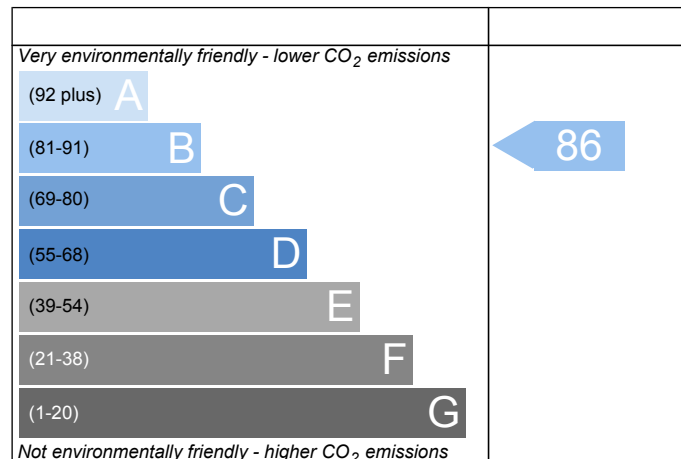 Very environmentally friendly - lower CO₂ emissions
(92 plus) A
(81-91) B
86
(69-80) C
(55-68) D
(39-54) E
(21-38) F
(1-20) G
Not environmentally friendly - higher CO₂ emissions